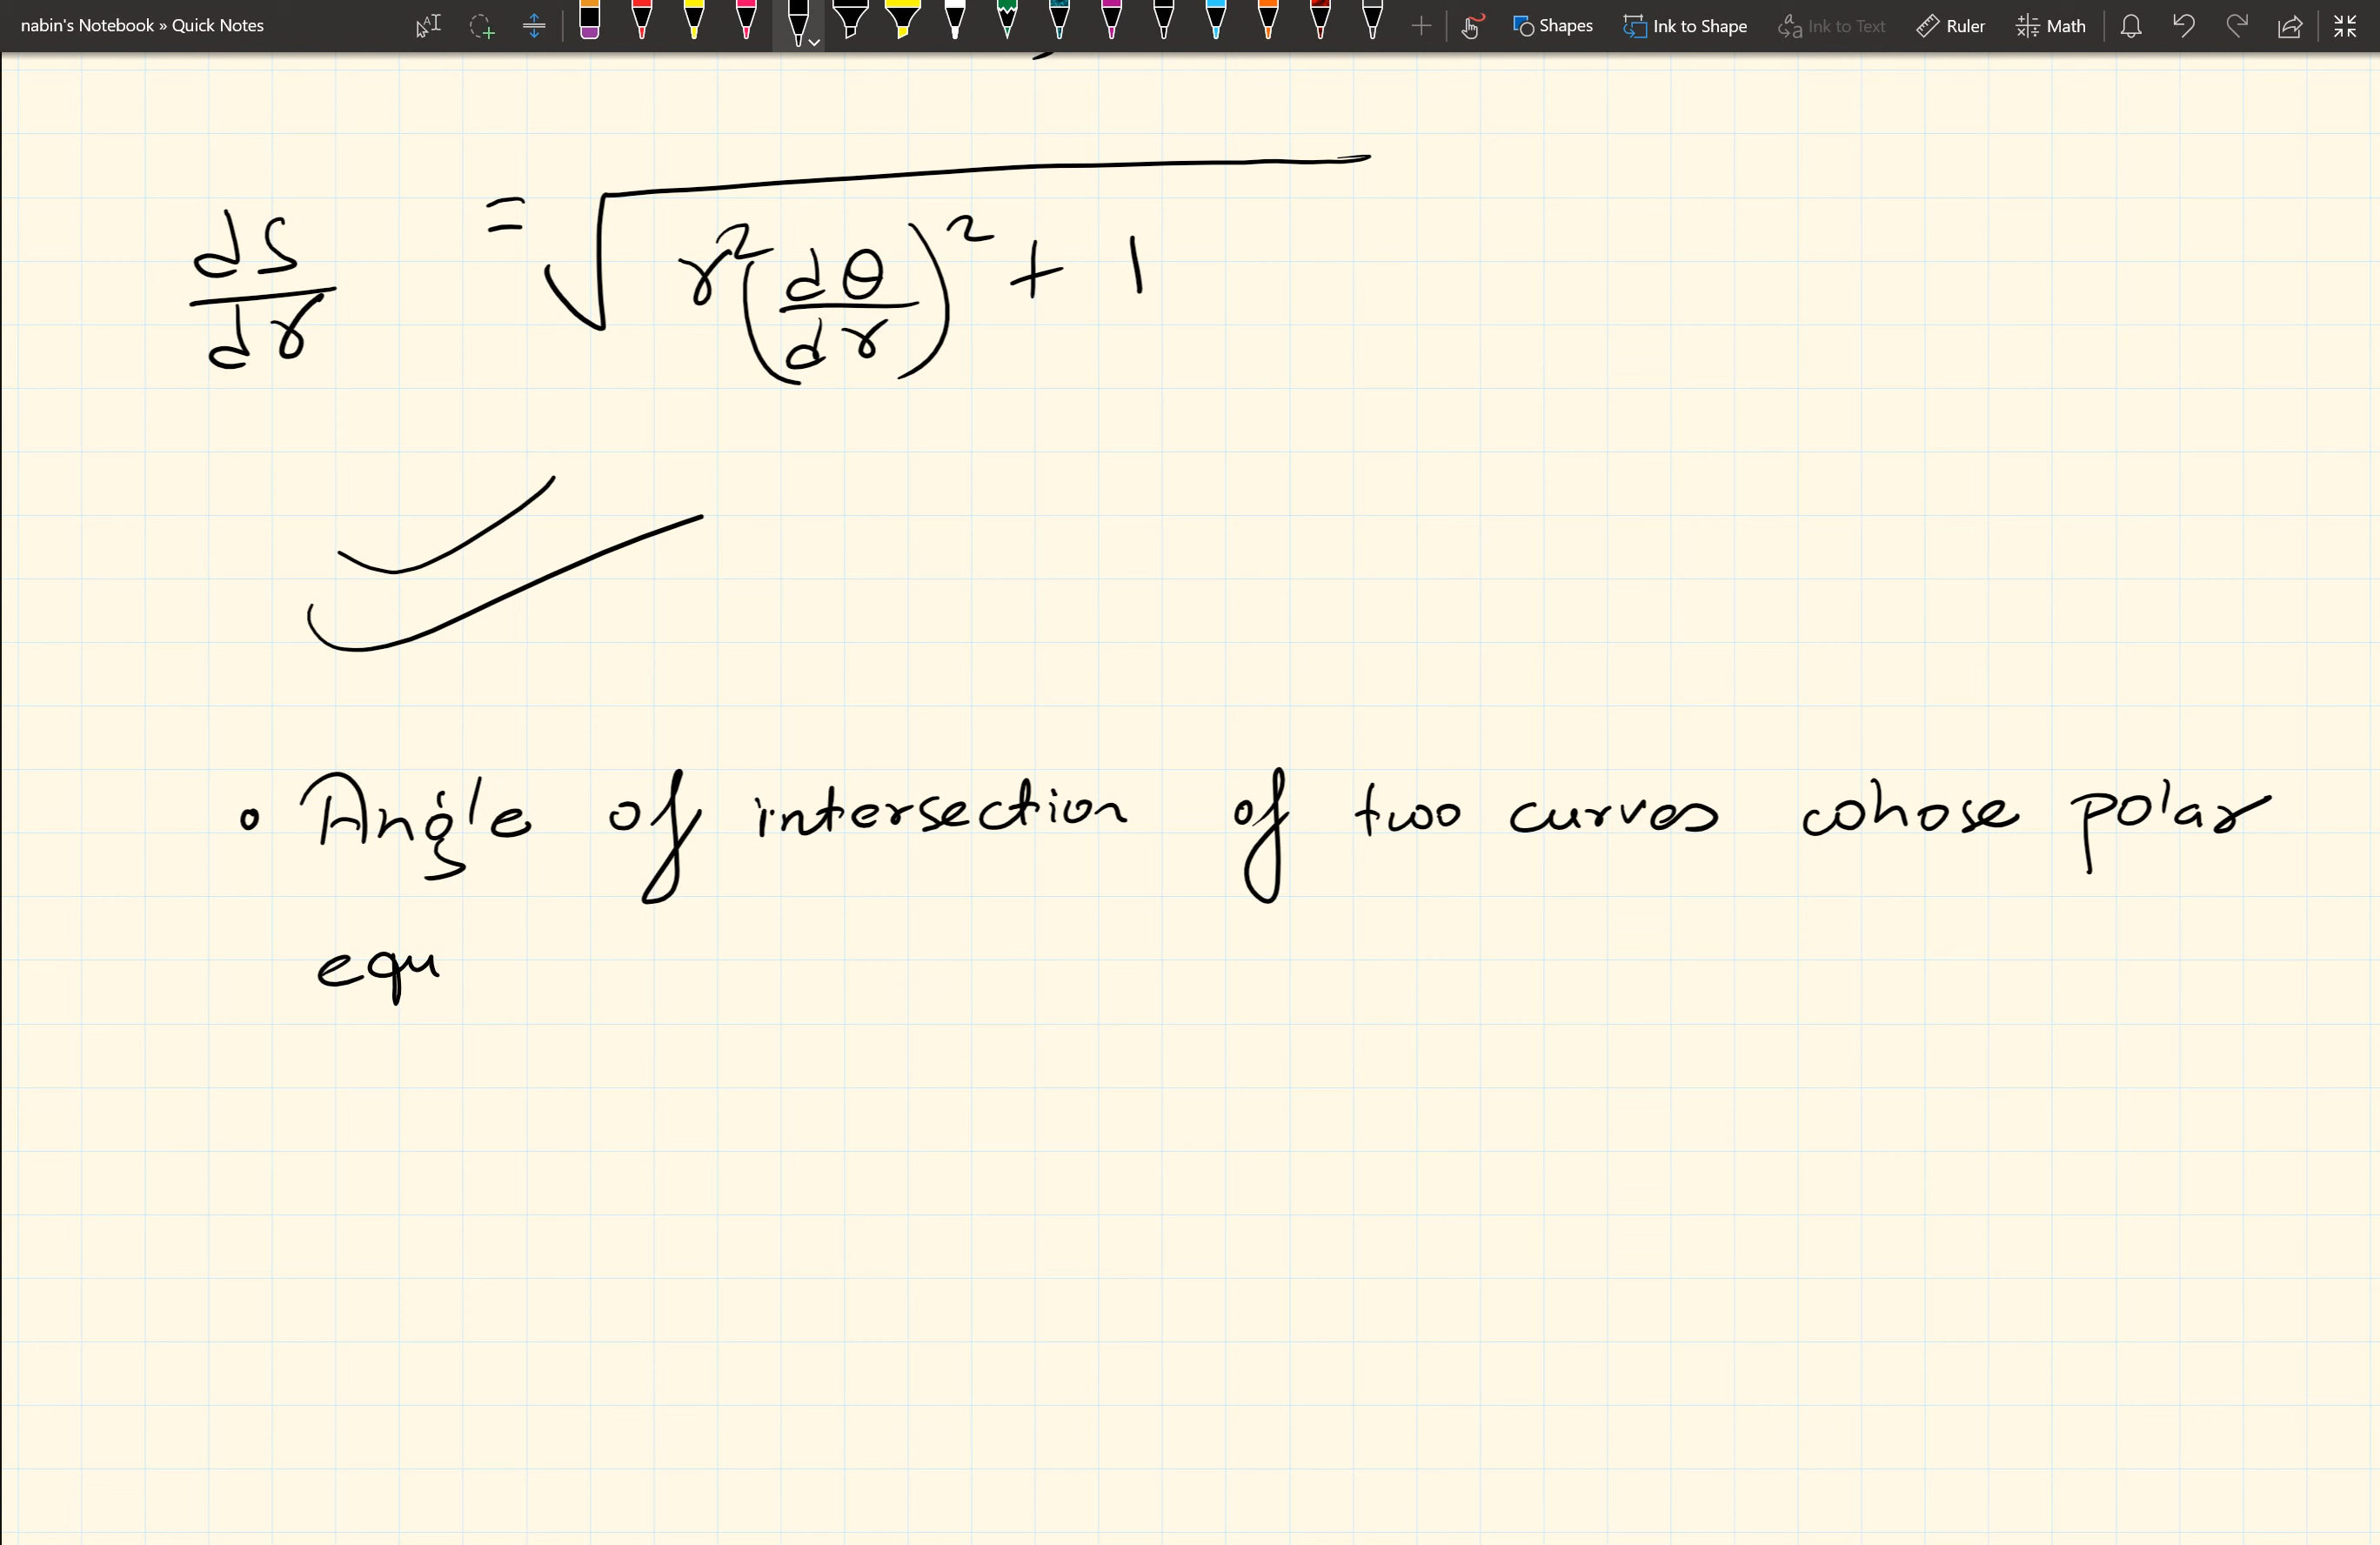 nabin's Notebook » Quick Notes
Shapes Ink to Shape Ink to Text Ruler Math
ds/dr = √(r²(dθ/dr)² + 1)
• Angle of intersection of two curves whose polar
equ